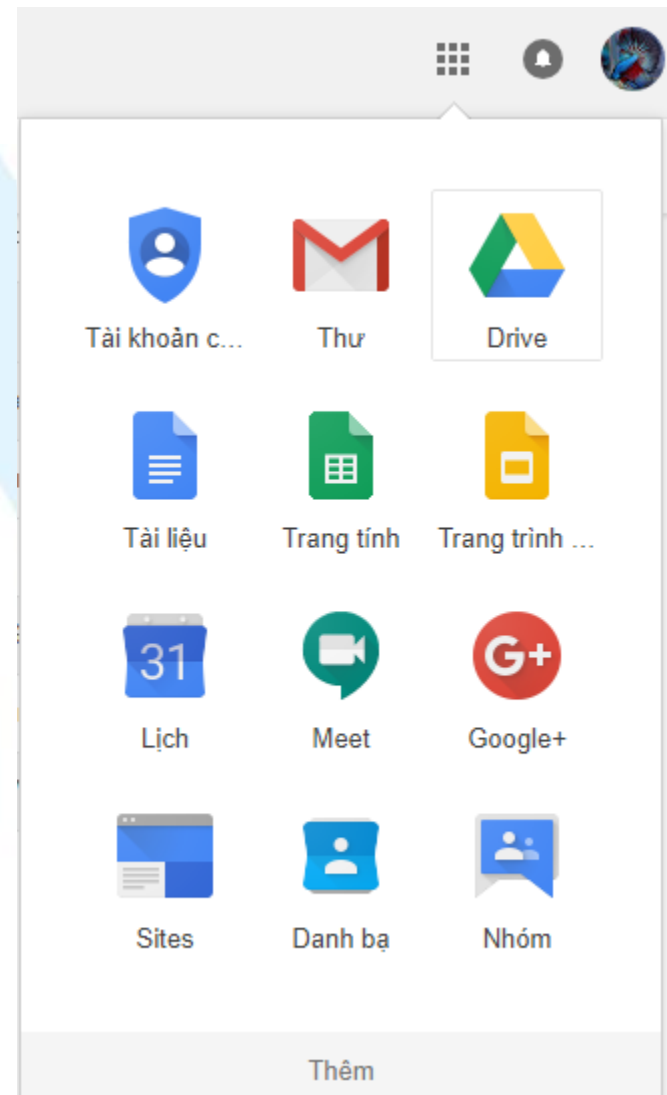 Tài khoản c...
Thư
Drive
Tài liệu
Trang tính
Trang trình ...
31
Lịch
Meet
G+
Google+
Sites
Danh bạ
Nhóm
Thêm